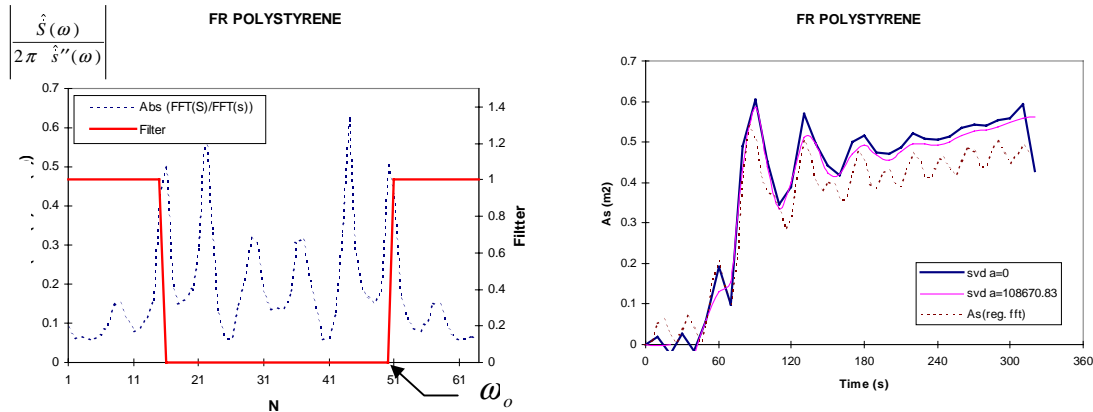 FR POLYSTYRENE
Ŝ(ω)
2π ŝ″(ω)
0.7
0.6
0.5
0.4
0.3
0.2
0.1
0
Abs (FFT(S)/FFT(s))
Filter
1.4
1.2
1
0.8
0.6
0.4
0.2
0
Filtter
1 11 21 31 41 51 61
N
ω_o
FR POLYSTYRENE
0.7
0.6
0.5
0.4
0.3
0.2
0.1
0
As (m2)
svd a=0
svd a=108670.83
As(reg. fft)
0 60 120 180 240 300 360
Time (s)